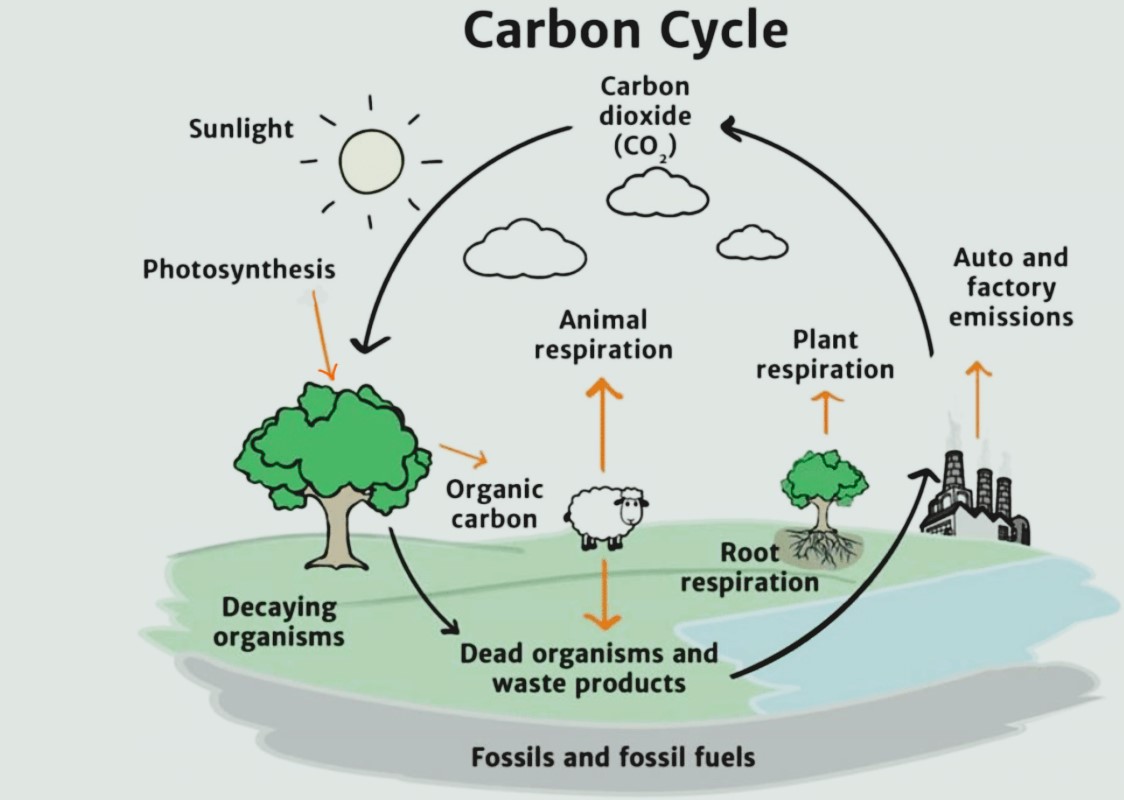 Carbon Cycle
Carbon
dioxide
(CO₂)
Sunlight
Photosynthesis
Auto and
factory
emissions
Animal
respiration
Plant
respiration
Organic
carbon
Root
respiration
Decaying
organisms
Dead organisms and
waste products
Fossils and fossil fuels